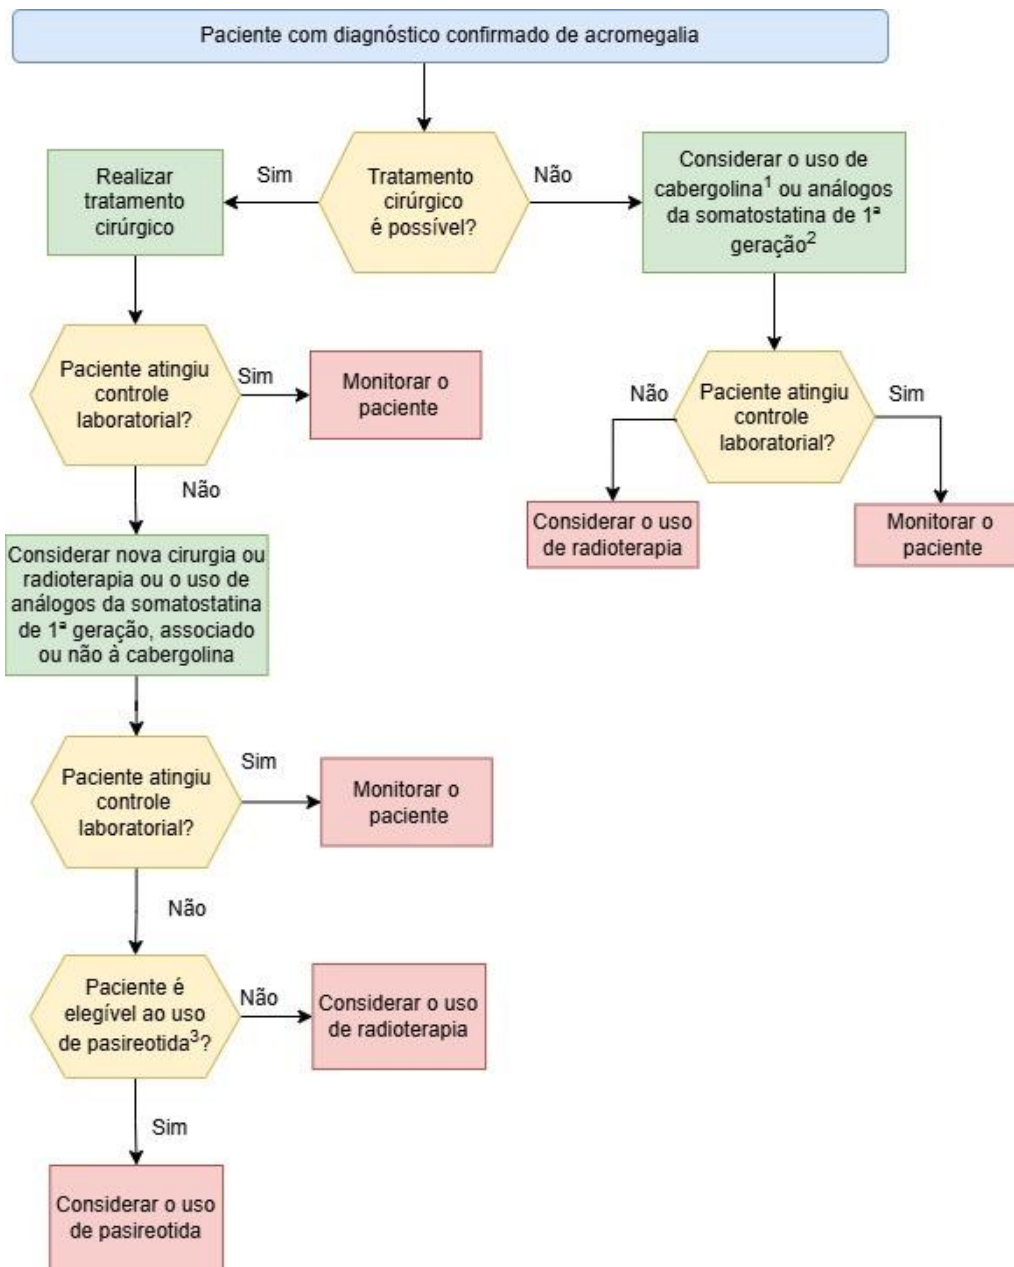 Paciente com diagnóstico confirmado de acromegalia
Sim
Não
Realizar
tratamento
cirúrgico
Tratamento
cirúrgico
é possível?
Considerar o uso de
cabergolina¹ ou análogos
da somatostatina de 1ª
geração²
Paciente atingiu
controle
laboratorial?
Sim
Monitorar o
paciente
Não
Paciente atingiu
controle
laboratorial?
Sim
Considerar o uso
de radioterapia
Monitorar o
paciente
Não
Considerar nova cirurgia ou
radioterapia ou o uso de
análogos da somatostatina
de 1ª geração, associado
ou não à cabergolina
Paciente atingiu
controle
laboratorial?
Sim
Monitorar o
paciente
Não
Paciente é
elegível ao uso
de pasireotida³?
Não
Considerar o uso
de radioterapia
Sim
Considerar o uso
de pasireotida